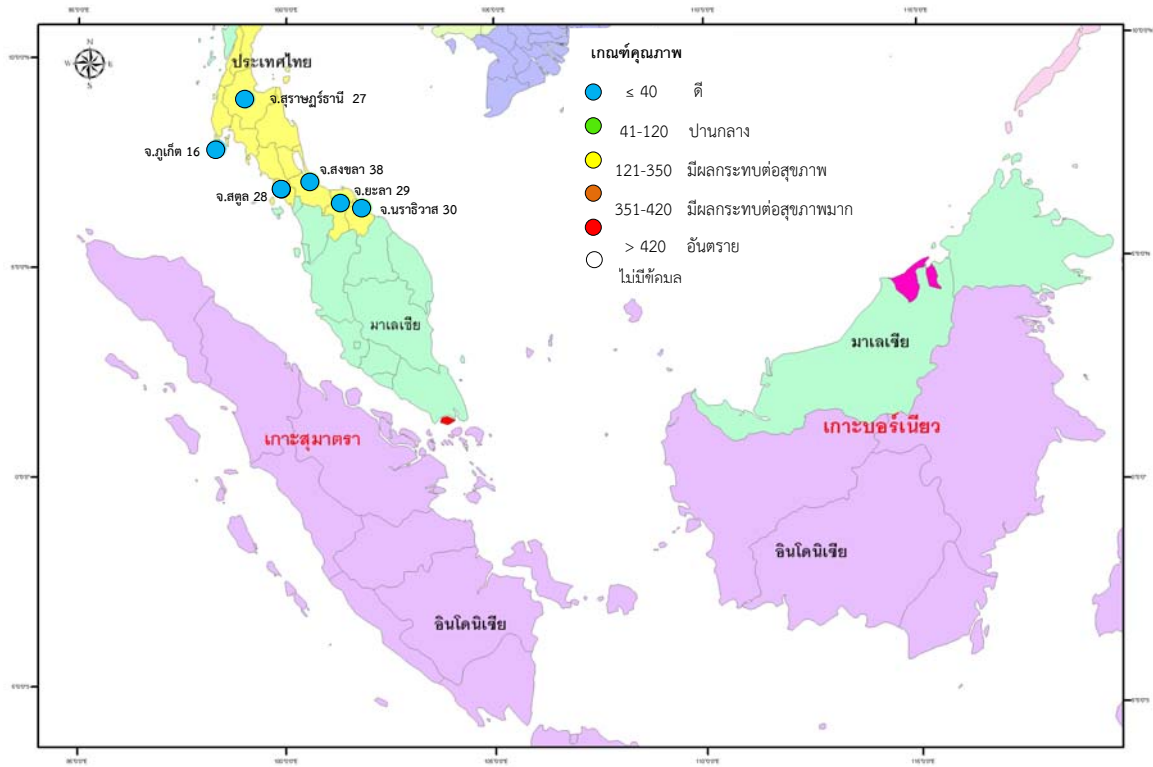 N
W E
S
ประเทศไทย
จ.สุราษฎร์ธานี 27
จ.ภูเก็ต 16
จ.สงขลา 38
จ.สตูล 28
จ.ยะลา 29
จ.นราธิวาส 30
เกณฑ์คุณภาพ
≤ 40 ดี
41-120 ปานกลาง
121-350 มีผลกระทบต่อสุขภาพ
351-420 มีผลกระทบต่อสุขภาพมาก
> 420 อันตราย
ไม่มีข้อมูล
มาเลเซีย
มาเลเซีย
เกาะสุมาตรา
เกาะบอร์เนียว
อินโดนิเซีย
อินโดนิเซีย